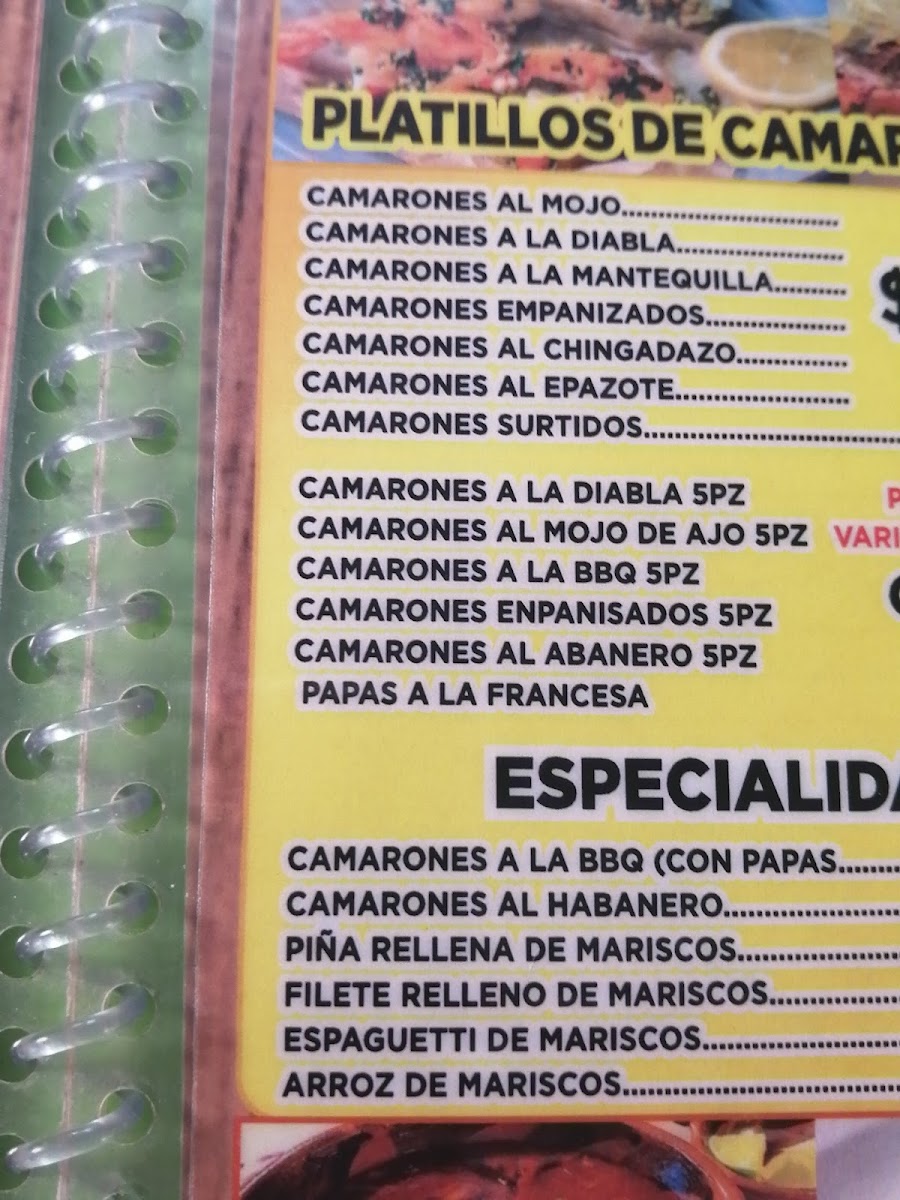 PLATILLOS DE CAMAR
CAMARONES AL MOJO
CAMARONES A LA DIABLA
CAMARONES A LA MANTEQUILLA
$
CAMARONES EMPANIZADOS
CAMARONES AL CHINGADAZO
CAMARONES AL EPAZOTE
CAMARONES SURTIDOS
CAMARONES A LA DIABLA 5PZ
CAMARONES AL MOJO DE AJO 5PZ VARI
CAMARONES A LA BBQ 5PZ
CAMARONES ENPANISADOS 5PZ
CAMARONES AL ABANERO 5PZ
PAPAS A LA FRANCESA
ESPECIALIDA
CAMARONES A LA BBQ (CON PAPAS
CAMARONES AL HABANERO
PIÑA RELLENA DE MARISCOS
FILETE RELLENO DE MARISCOS
ESPAGUETTI DE MARISCOS
ARROZ DE MARISCOS